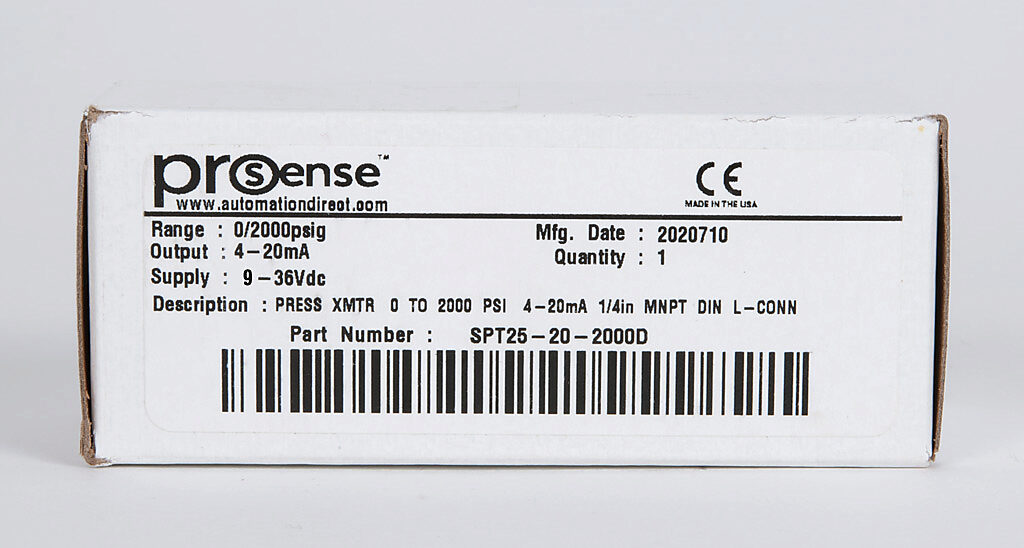 prosense™
www.automationdirect.com
CE
MADE IN THE USA
Range : 0/2000psig
Mfg. Date : 2020710
Output : 4-20mA
Quantity : 1
Supply : 9-36Vdc
Description : PRESS XMTR 0 TO 2000 PSI 4-20mA 1/4in MNPT DIN L-CONN
Part Number : SPT25-20-2000D